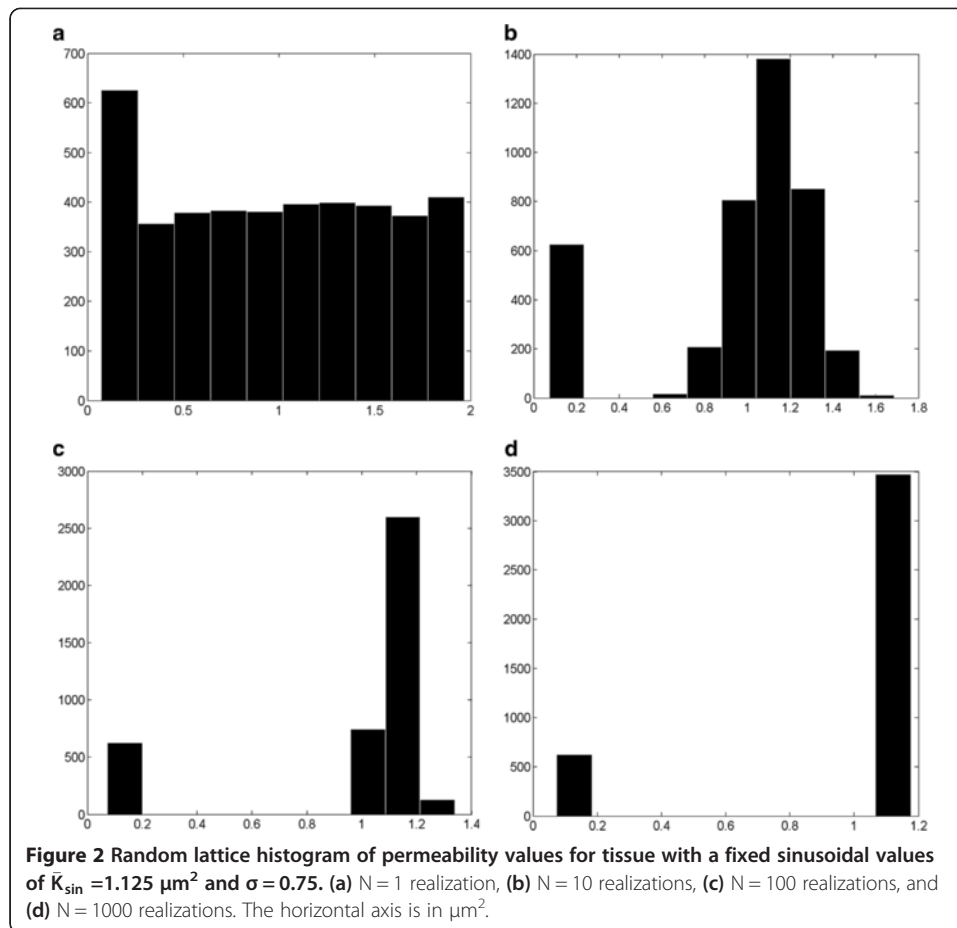 a
700
600
500
400
300
200
100
0
0 0.5 1 1.5 2
b
1400
1200
1000
800
600
400
200
0
0 0.2 0.4 0.6 0.8 1 1.2 1.4 1.6 1.8
c
3000
2500
2000
1500
1000
500
0
0 0.2 0.4 0.6 0.8 1 1.2 1.4
d
3500
3000
2500
2000
1500
1000
500
0
0 0.2 0.4 0.6 0.8 1 1.2
Figure 2 Random lattice histogram of permeability values for tissue with a fixed sinusoidal values
of K̄sin =1.125 μm² and σ = 0.75. (a) N = 1 realization, (b) N = 10 realizations, (c) N = 100 realizations, and
(d) N = 1000 realizations. The horizontal axis is in μm².